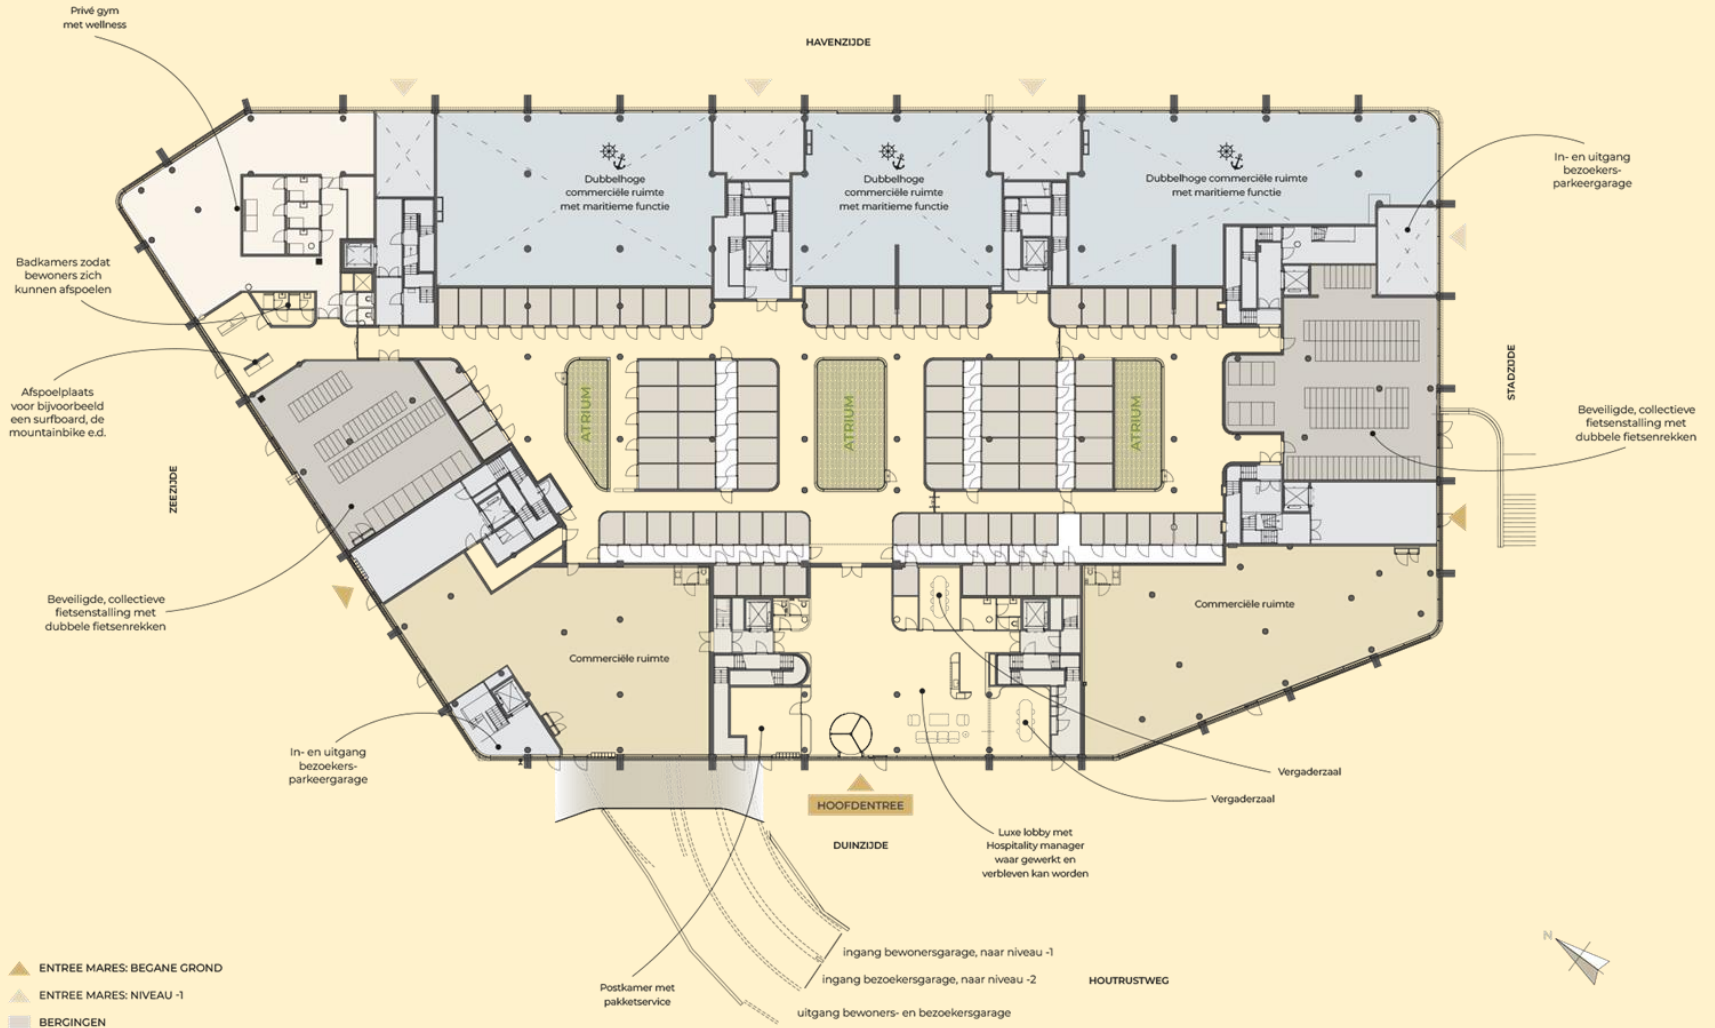 Privé gym
met wellness
HAVENZIJDE
In- en uitgang
bezoekers-
parkeergarage
Dubbelhoge
commerciële ruimte
met maritieme functie
Dubbelhoge
commerciële ruimte
met maritieme functie
Dubbelhoge commerciële ruimte
met maritieme functie
Badkamers zodat
bewoners zich
kunnen afspoelen
Afspoelplaats
voor bijvoorbeeld
een surfboard, de
mountainbike e.d.
ATRIUM
ATRIUM
ATRIUM
STADZIJDE
Beveiligde, collectieve
fietsenstalling met
dubbele fietsenrekken
ZEEZIJDE
Beveiligde, collectieve
fietsenstalling met
dubbele fietsenrekken
Commerciële ruimte
Commerciële ruimte
In- en uitgang
bezoekers-
parkeergarage
Vergaderzaal
Vergaderzaal
HOOFDENTREE
DUINZIJDE
Luxe lobby met
Hospitality manager
waar gewerkt en
verbleven kan worden
N
ingang bewonersgarage, naar niveau -1
ingang bezoekersgarage, naar niveau -2
HOUTRUSTWEG
Postkamer met
pakketservice
uitgang bewoners- en bezoekersgarage
ENTREE MARES: BEGANE GROND
ENTREE MARES: NIVEAU -1
BERGINGEN